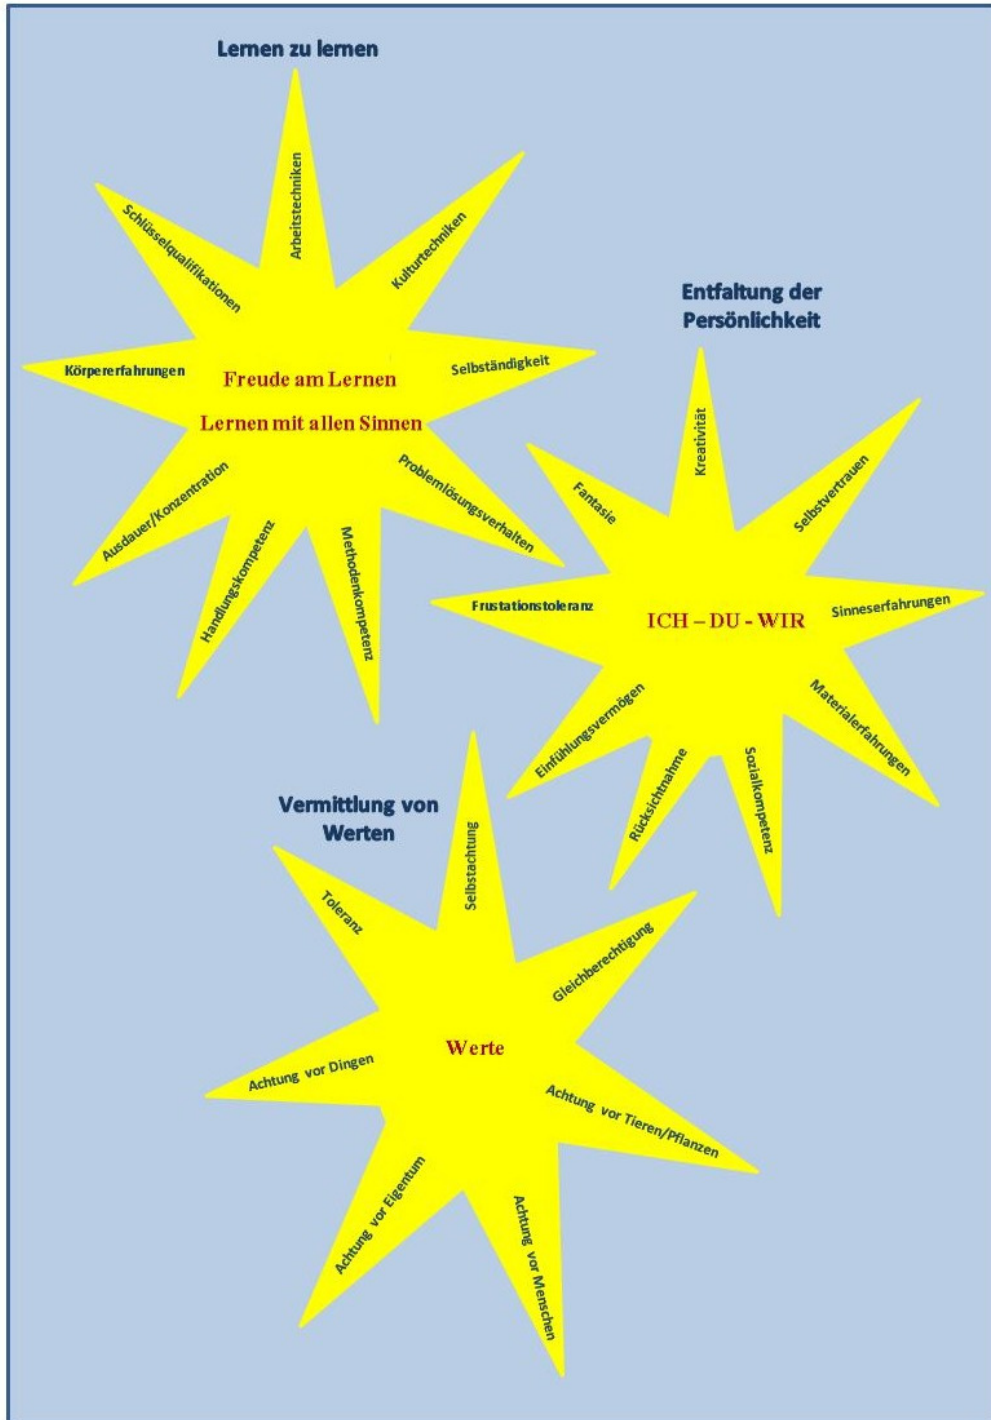 Lernen zu lernen
Arbeitstechniken
Kulturtechniken
Schlüsselqualifikationen
Selbständigkeit
Körpererfahrungen
Freude am Lernen
Lernen mit allen Sinnen
Problemlösungsverhalten
Ausdauer/Konzentration
Handlungskompetenz
Methodenkompetenz
Entfaltung der
Persönlichkeit
Kreativität
Selbstvertrauen
Fantasie
Sinneserfahrungen
Frustationstoleranz
ICH – DU - WIR
Materialerfahrungen
Einfühlungsvermögen
Rücksichtnahme
Sozialkompetenz
Vermittlung von
Werten
Selbstachtung
Toleranz
Gleichberechtigung
Werte
Achtung vor Dingen
Achtung vor Tieren/Pflanzen
Achtung vor Eigentum
Achtung vor Menschen